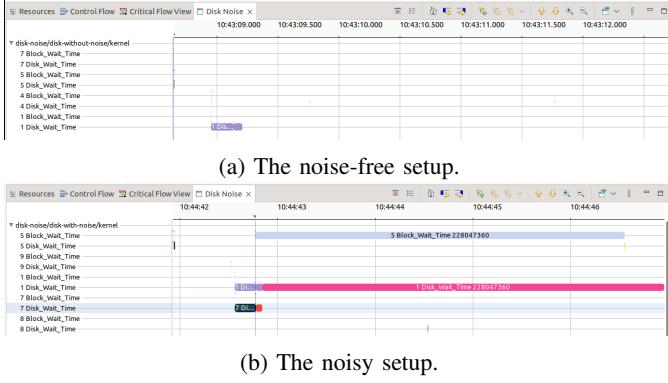 Resources Control Flow Critical Flow View Disk Noise ×
10:43:09.000 10:43:09.500 10:43:10.000 10:43:10.500 10:43:11.000 10:43:11.500 10:43:12.000
disk-noise/disk-without-noise/kernel
7 Block_Wait_Time
7 Disk_Wait_Time
5 Block_Wait_Time
5 Disk_Wait_Time
4 Block_Wait_Time
4 Disk_Wait_Time
1 Block_Wait_Time
1 Disk_Wait_Time 1 Dis...
(a) The noise-free setup.
Resources Control Flow Critical Flow View Disk Noise ×
10:44:42 10:44:43 10:44:44 10:44:45 10:44:46
disk-noise/disk-with-noise/kernel
5 Block_Wait_Time 5 Block_Wait_Time 228047360
5 Disk_Wait_Time
9 Block_Wait_Time
9 Disk_Wait_Time
1 Block_Wait_Time
1 Disk_Wait_Time 1 Di... 1 Disk_Wait_Time 228047360
7 Block_Wait_Time
7 Disk_Wait_Time 7 Di...
8 Block_Wait_Time
8 Disk_Wait_Time
(b) The noisy setup.